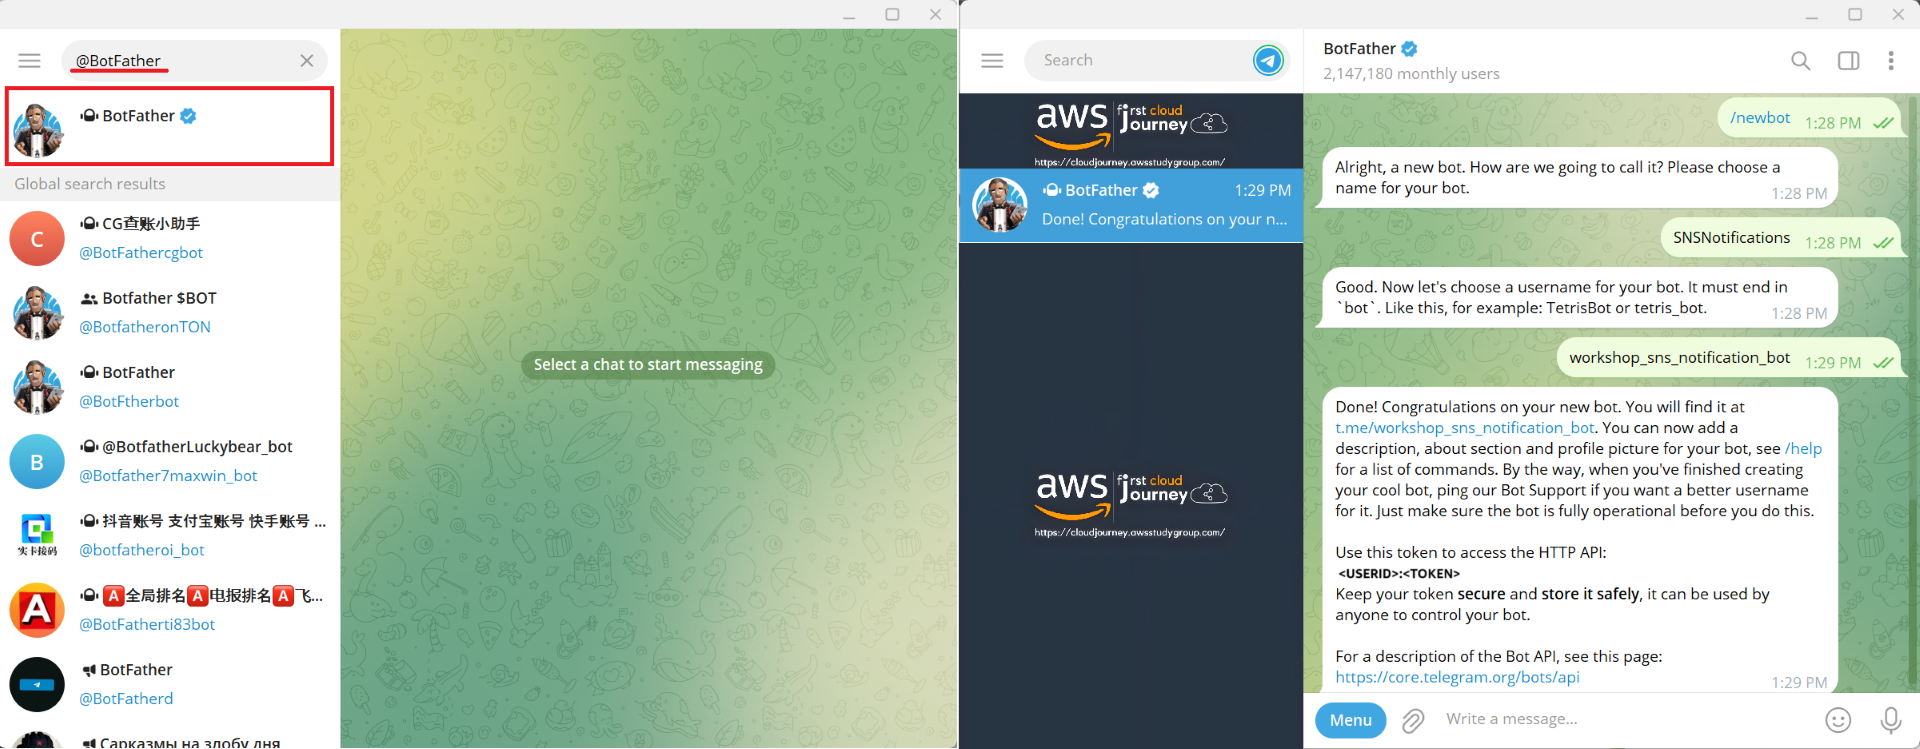 @BotFather
BotFather
Global search results
CG查账小助手
@BotFathercgbot
Botfather $BOT
@BotfatheronTON
BotFather
@BotFtherbot
B
@BotfatherLuckybear_bot
@Botfather7maxwin_bot
C
实卡接码
抖音账号 支付宝账号 快手账号 ...
@botfatheroi_bot
A
A全局排名A电报排名A飞...
@BotFatherti83bot
BotFather
@BotFatherd
Сарказмы на злобу дня
Select a chat to start messaging
Search
aws first cloud journey
https://cloudjourney.awsstudygroup.com/
BotFather 1:29 PM
Done! Congratulations on your n...
aws first cloud journey
https://cloudjourney.awsstudygroup.com/
BotFather
2,147,180 monthly users
/newbot 1:28 PM
Alright, a new bot. How are we going to call it? Please choose a
name for your bot. 1:28 PM
SNSNotifications 1:28 PM
Good. Now let's choose a username for your bot. It must end in
`bot`. Like this, for example: TetrisBot or tetris_bot. 1:28 PM
workshop_sns_notification_bot 1:29 PM
Done! Congratulations on your new bot. You will find it at
t.me/workshop_sns_notification_bot. You can now add a
description, about section and profile picture for your bot, see /help
for a list of commands. By the way, when you've finished creating
your cool bot, ping our Bot Support if you want a better username
for it. Just make sure the bot is fully operational before you do this.
Use this token to access the HTTP API:
<USERID>:<TOKEN>
Keep your token secure and store it safely, it can be used by
anyone to control your bot.
For a description of the Bot API, see this page:
https://core.telegram.org/bots/api 1:29 PM
Menu
Write a message...